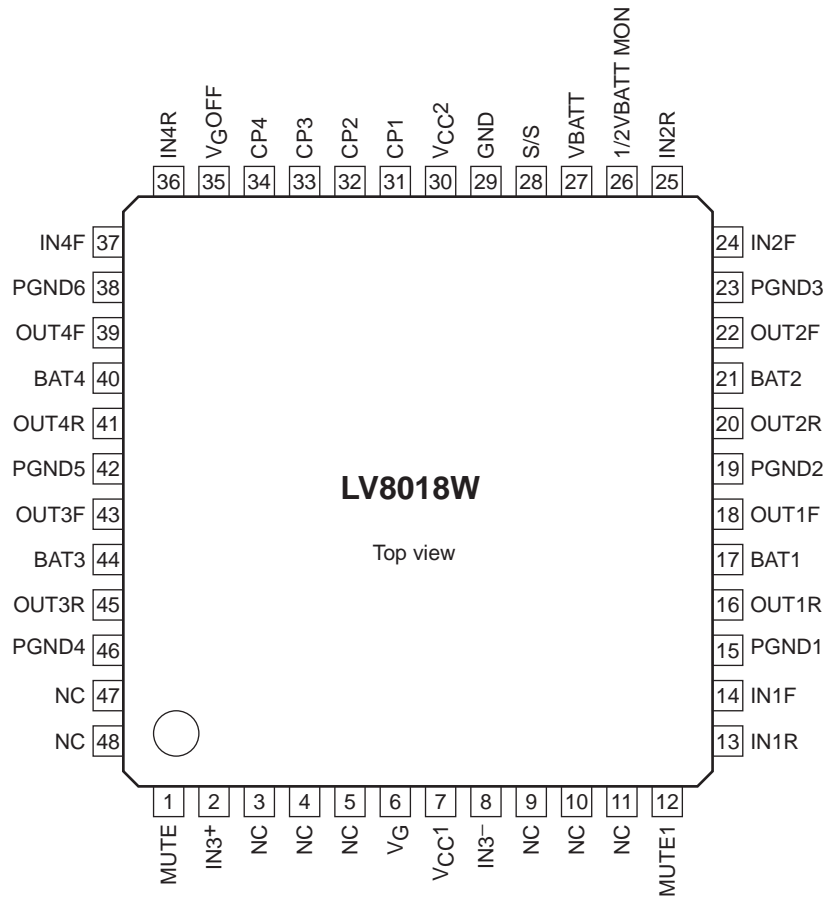 IN4R
VGOFF
CP4
CP3
CP2
CP1
VCC2
GND
S/S
VBATT
1/2VBATT MON
IN2R
36 35 34 33 32 31 30 29 28 27 26 25
IN4F 37
PGND6 38
OUT4F 39
BAT4 40
OUT4R 41
PGND5 42
OUT3F 43
BAT3 44
OUT3R 45
PGND4 46
NC 47
NC 48
LV8018W
Top view
24 IN2F
23 PGND3
22 OUT2F
21 BAT2
20 OUT2R
19 PGND2
18 OUT1F
17 BAT1
16 OUT1R
15 PGND1
14 IN1F
13 IN1R
1 2 3 4 5 6 7 8 9 10 11 12
MUTE
IN3+
NC
NC
NC
VG
VCC1
IN3−
NC
NC
NC
MUTE1